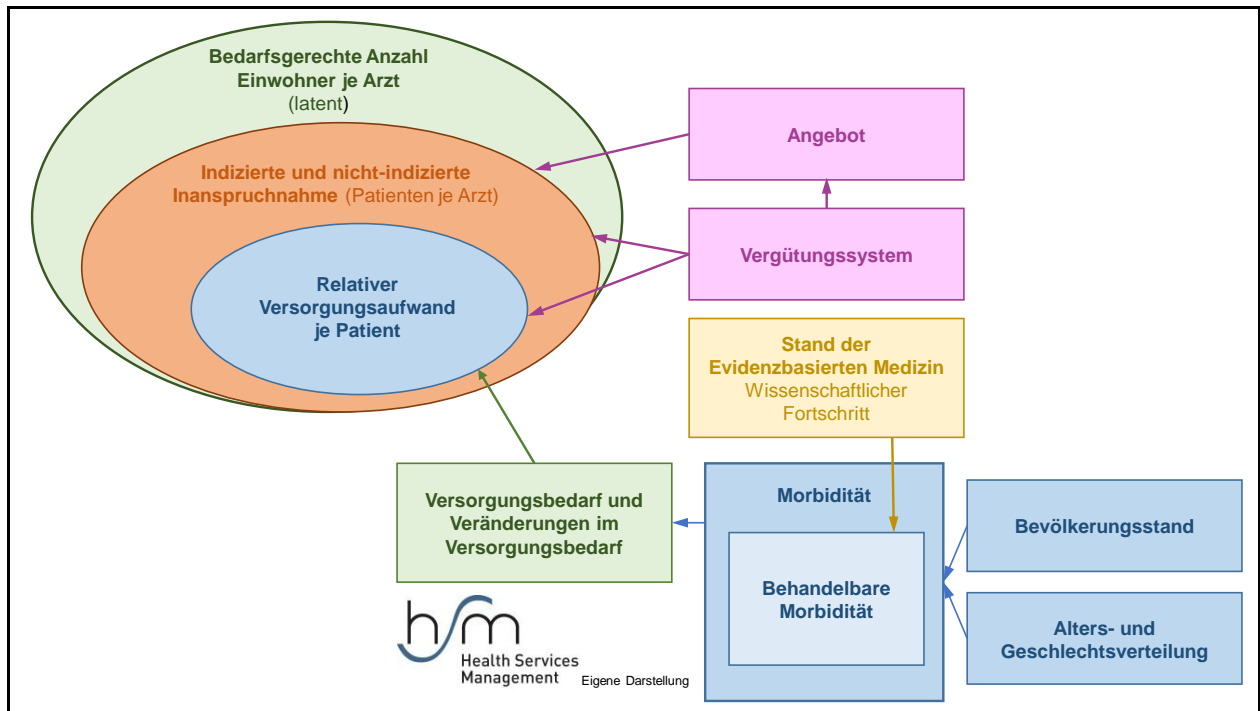 Bedarfsgerechte Anzahl
Einwohner je Arzt
(latent)
Indizierte und nicht-indizierte
Inanspruchnahme (Patienten je Arzt)
Relativer
Versorgungsaufwand
je Patient
Angebot
Vergütungssystem
Stand der
Evidenzbasierten Medizin
Wissenschaftlicher
Fortschritt
Versorgungsbedarf und
Veränderungen im
Versorgungsbedarf
Morbidität
Behandelbare
Morbidität
Bevölkerungsstand
Alters- und
Geschlechtsverteilung
hsm
Health Services
Management
Eigene Darstellung